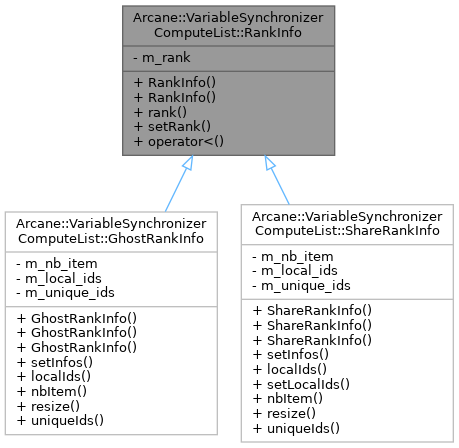 Arcane::VariableSynchronizer
ComputeList::RankInfo
- m_rank
+ RankInfo()
+ RankInfo()
+ rank()
+ setRank()
+ operator<()
Arcane::VariableSynchronizer
ComputeList::GhostRankInfo
- m_nb_item
- m_local_ids
- m_unique_ids
+ GhostRankInfo()
+ GhostRankInfo()
+ GhostRankInfo()
+ setInfos()
+ localIds()
+ nbItem()
+ resize()
+ uniqueIds()
Arcane::VariableSynchronizer
ComputeList::ShareRankInfo
- m_nb_item
- m_local_ids
- m_unique_ids
+ ShareRankInfo()
+ ShareRankInfo()
+ ShareRankInfo()
+ setInfos()
+ localIds()
+ setLocalIds()
+ nbItem()
+ resize()
+ uniqueIds()